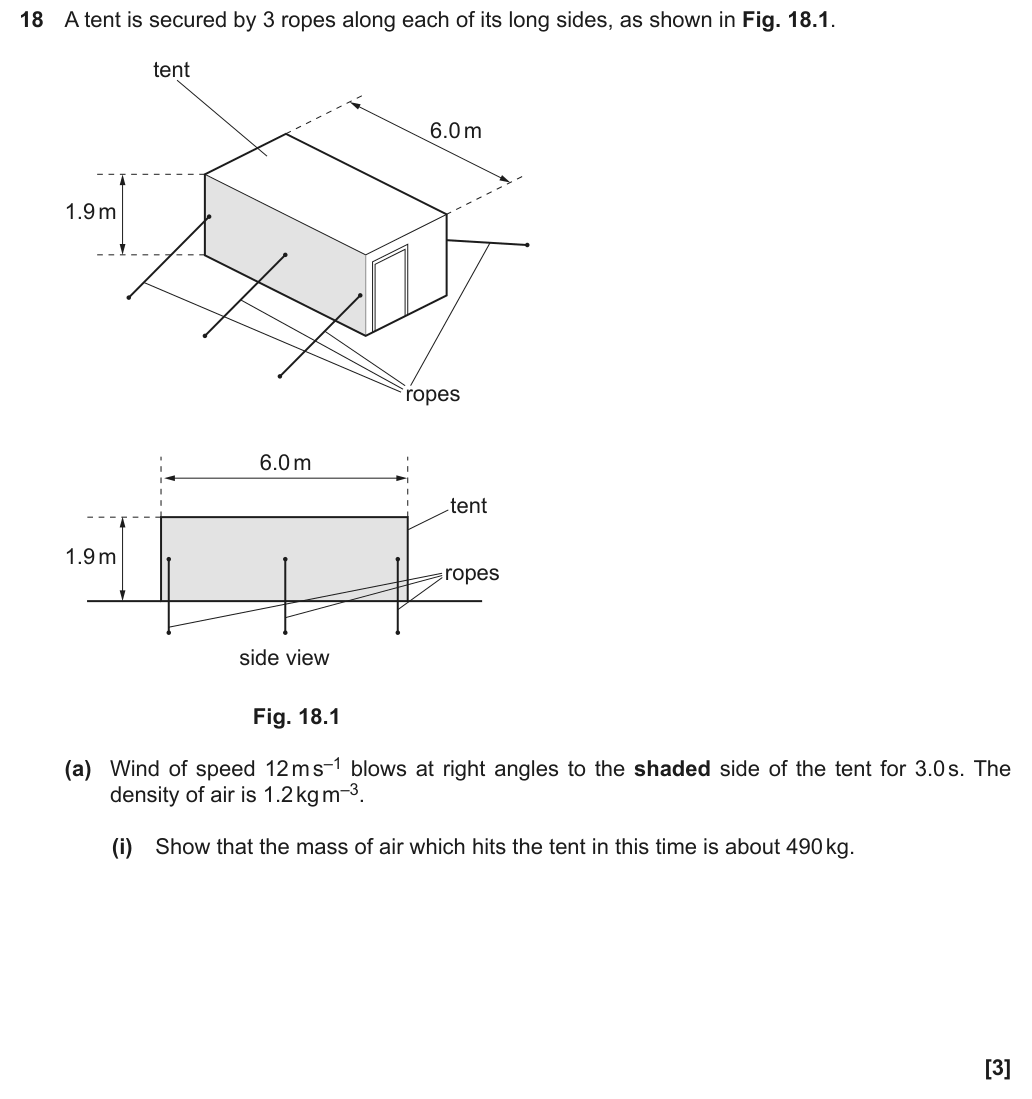 18 A tent is secured by 3 ropes along each of its long sides, as shown in Fig. 18.1.
tent
6.0 m
1.9 m
ropes
6.0 m
tent
1.9 m
ropes
side view
Fig. 18.1
(a) Wind of speed 12 m s⁻¹ blows at right angles to the shaded side of the tent for 3.0 s. The
density of air is 1.2 kg m⁻³.
(i) Show that the mass of air which hits the tent in this time is about 490 kg.
[3]